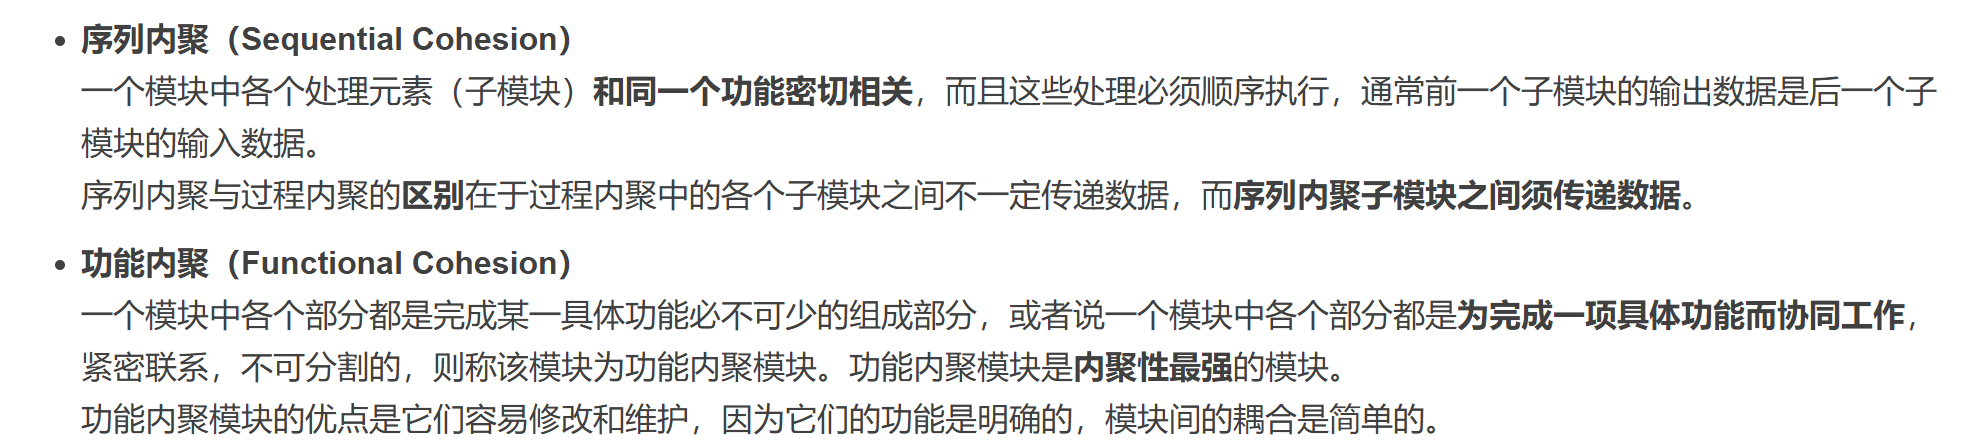 • 序列内聚（Sequential Cohesion）
一个模块中各个处理元素（子模块）和同一个功能密切相关，而且这些处理必须顺序执行，通常前一个子模块的输出数据是后一个子
模块的输入数据。
序列内聚与过程内聚的区别在于过程内聚中的各个子模块之间不一定传递数据，而序列内聚子模块之间须传递数据。
• 功能内聚（Functional Cohesion）
一个模块中各个部分都是完成某一具体功能必不可少的组成部分，或者说一个模块中各个部分都是为完成一项具体功能而协同工作，
紧密联系，不可分割的，则称该模块为功能内聚模块。功能内聚模块是内聚性最强的模块。
功能内聚模块的优点是它们容易修改和维护，因为它们的功能是明确的，模块间的耦合是简单的。